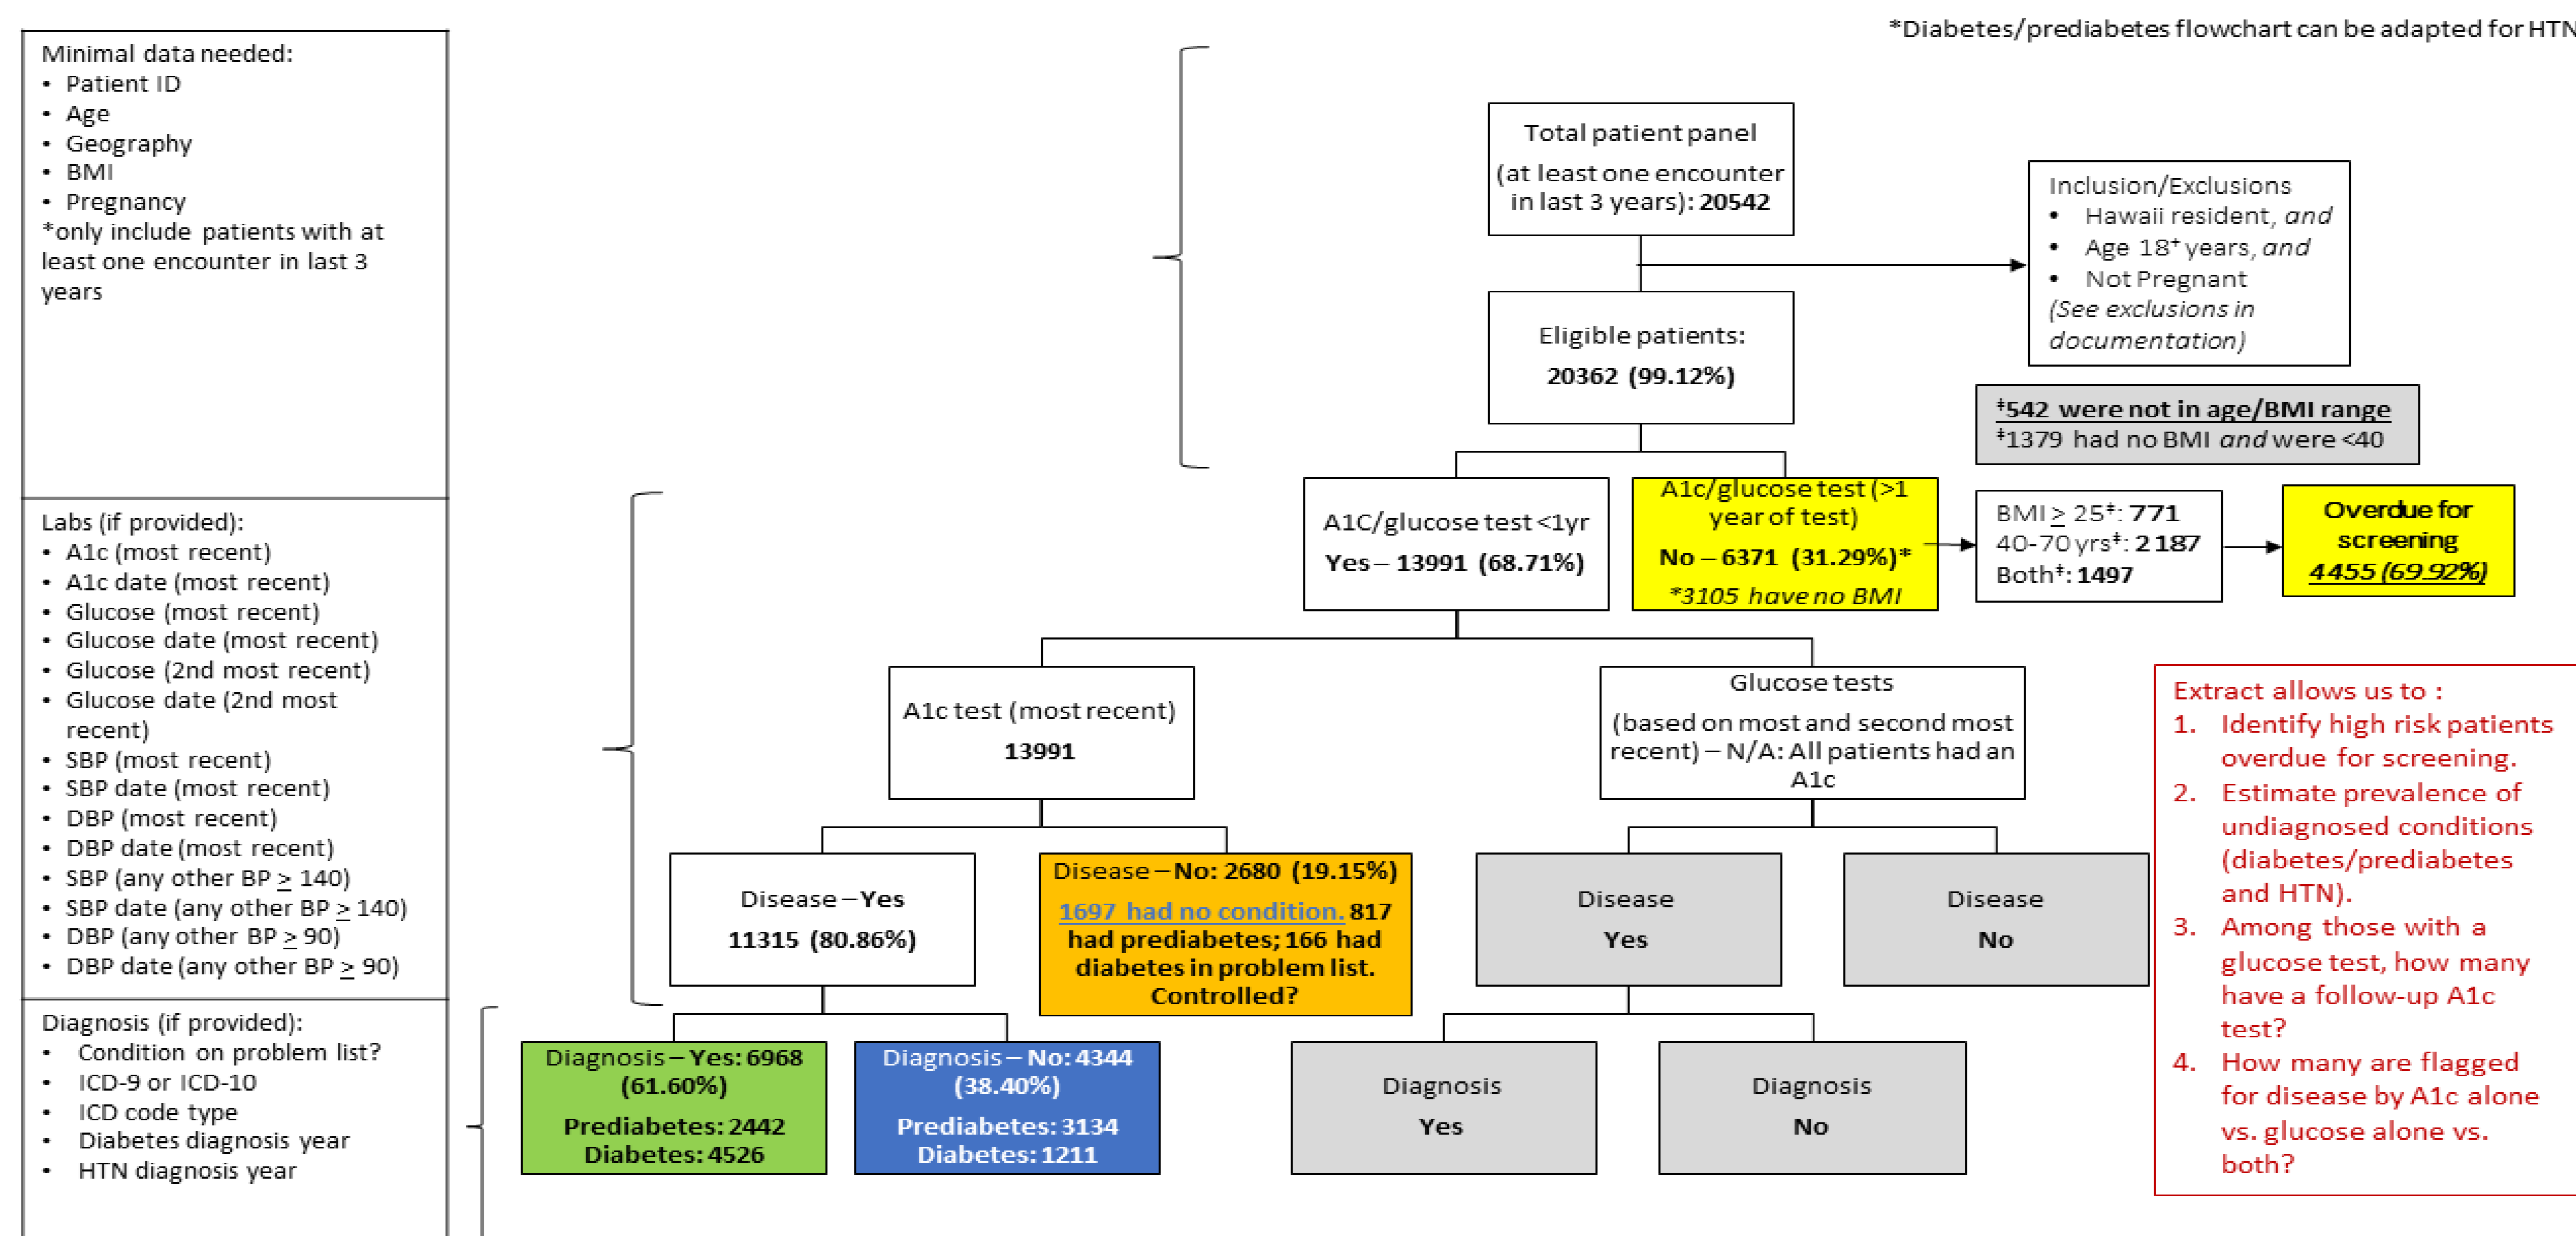 *Diabetes/prediabetes flowchart can be adapted for HTN
Minimal data needed:
• Patient ID
• Age
• Geography
• BMI
• Pregnancy
*only include patients with at
least one encounter in last 3
years
Labs (if provided):
• A1c (most recent)
• A1c date (most recent)
• Glucose (most recent)
• Glucose date (most recent)
• Glucose (2nd most recent)
• Glucose date (2nd most
recent)
• SBP (most recent)
• SBP date (most recent)
• DBP (most recent)
• DBP date (most recent)
• SBP (any other BP ≥ 140)
• SBP date (any other BP ≥ 140)
• DBP (any other BP ≥ 90)
• DBP date (any other BP ≥ 90)
Diagnosis (if provided):
• Condition on problem list?
• ICD-9 or ICD-10
• ICD code type
• Diabetes diagnosis year
• HTN diagnosis year
Total patient panel
(at least one encounter
in last 3 years): 20542
Inclusion/Exclusions
• Hawaii resident, and
• Age 18⁺ years, and
• Not Pregnant
(See exclusions in
documentation)
Eligible patients:
20362 (99.12%)
‡542 were not in age/BMI range
‡1379 had no BMI and were <40
A1C/glucose test <1yr
Yes – 13991 (68.71%)
A1c/glucose test (>1
year of test)
No – 6371 (31.29%)*
*3105 have no BMI
BMI ≥ 25‡: 771
40-70 yrs‡: 2187
Both‡: 1497
Overdue for
screening
4455 (69.92%)
A1c test (most recent)
13991
Glucose tests
(based on most and second most
recent) – N/A: All patients had an
A1c
Disease – Yes
11315 (80.86%)
Disease – No: 2680 (19.15%)
1697 had no condition. 817
had prediabetes; 166 had
diabetes in problem list.
Controlled?
Disease
Yes
Disease
No
Diagnosis – Yes: 6968
(61.60%)
Prediabetes: 2442
Diabetes: 4526
Diagnosis – No: 4344
(38.40%)
Prediabetes: 3134
Diabetes: 1211
Diagnosis
Yes
Diagnosis
No
Extract allows us to :
1. Identify high risk patients
overdue for screening.
2. Estimate prevalence of
undiagnosed conditions
(diabetes/prediabetes
and HTN).
3. Among those with a
glucose test, how many
have a follow-up A1c
test?
4. How many are flagged
for disease by A1c alone
vs. glucose alone vs.
both?